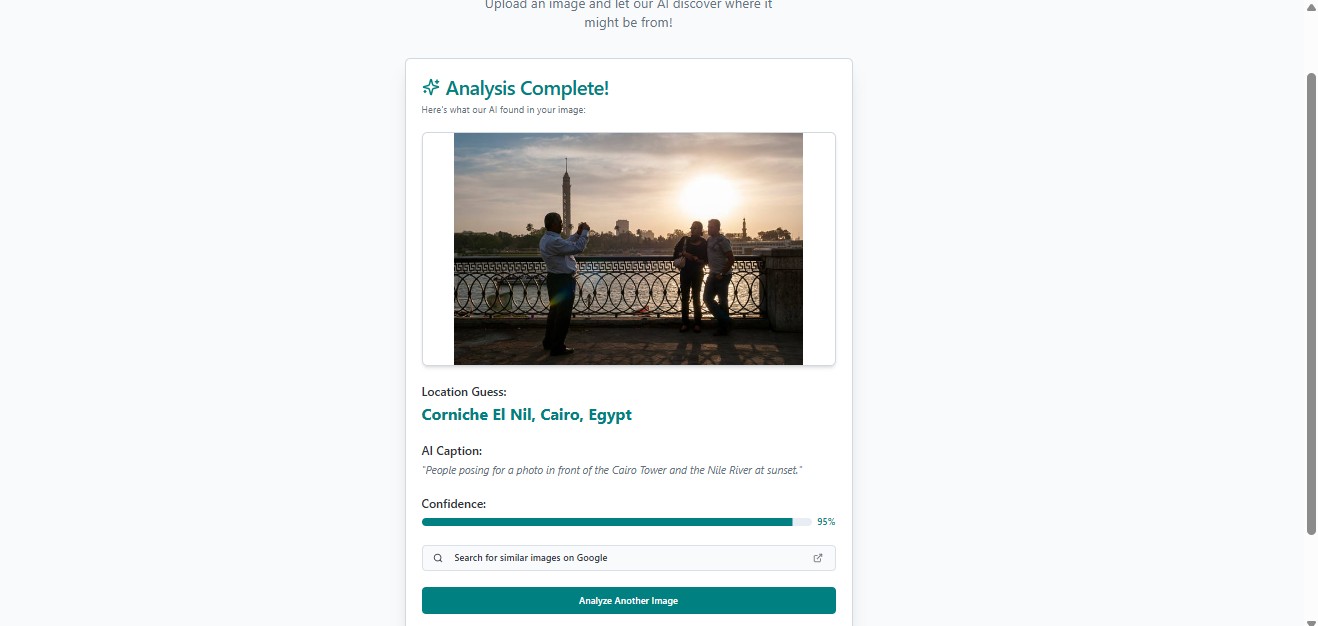 Upload an image and let our AI discover where it
might be from!
Analysis Complete!
Here's what our AI found in your image:
Location Guess:
Corniche El Nil, Cairo, Egypt
AI Caption:
"People posing for a photo in front of the Cairo Tower and the Nile River at sunset."
Confidence:
95%
Search for similar images on Google
Analyze Another Image